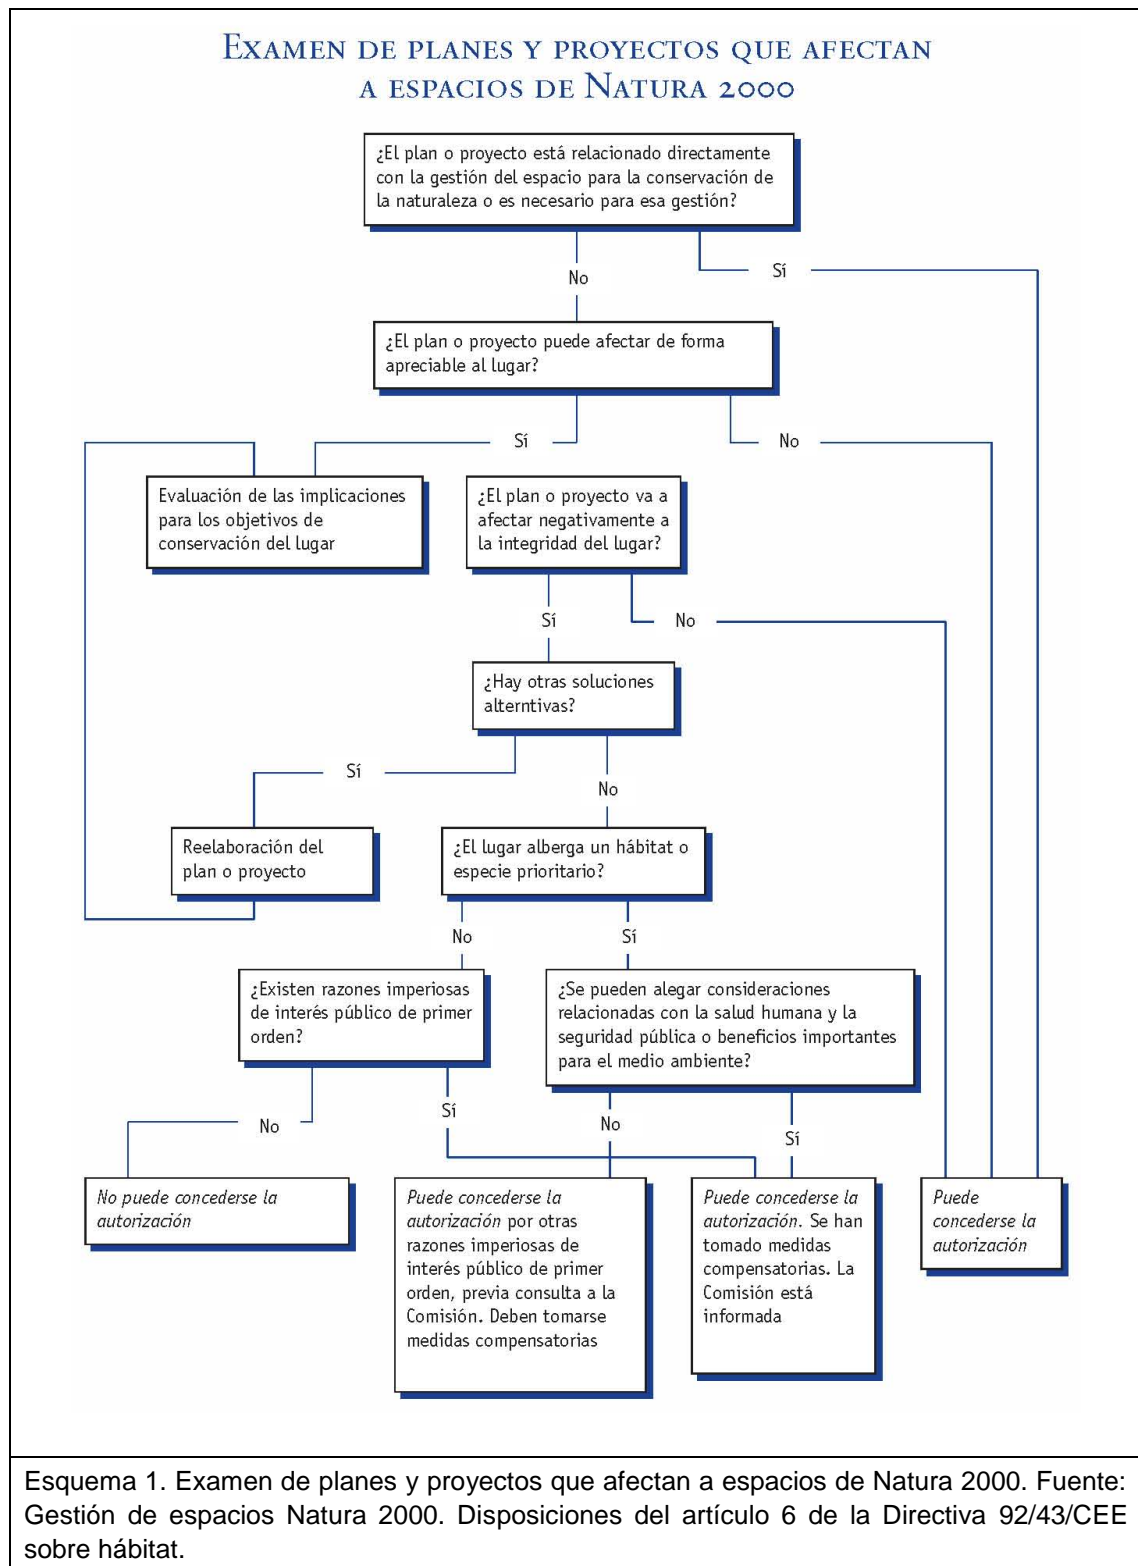 EXAMEN DE PLANES Y PROYECTOS QUE AFECTAN
A ESPACIOS DE NATURA 2000
¿El plan o proyecto está relacionado directamente
con la gestión del espacio para la conservación de
la naturaleza o es necesario para esa gestión?
Sí
No
¿El plan o proyecto puede afectar de forma
apreciable al lugar?
Sí
No
Evaluación de las implicaciones
para los objetivos de
conservación del lugar
¿El plan o proyecto va a
afectar negativamente a
la integridad del lugar?
Sí
No
¿Hay otras soluciones
alterntivas?
Sí
No
Reelaboración del
plan o proyecto
¿El lugar alberga un hábitat o
especie prioritario?
No
Sí
¿Existen razones imperiosas
de interés público de primer
orden?
¿Se pueden alegar consideraciones
relacionadas con la salud humana y la
seguridad pública o beneficios importantes
para el medio ambiente?
No
Sí
No
Sí
No puede concederse la
autorización
Puede concederse la
autorización por otras
razones imperiosas de
interés público de primer
orden, previa consulta a la
Comisión. Deben tomarse
medidas compensatorias
Puede concederse la
autorización. Se han
tomado medidas
compensatorias. La
Comisión está
informada
Puede
concederse la
autorización
Esquema 1. Examen de planes y proyectos que afectan a espacios de Natura 2000. Fuente:
Gestión de espacios Natura 2000. Disposiciones del artículo 6 de la Directiva 92/43/CEE
sobre hábitat.